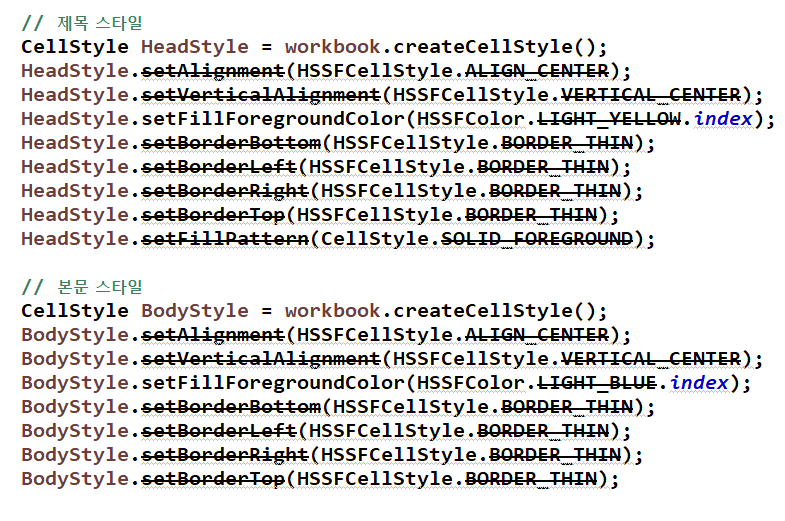 // 제목 스타일
CellStyle HeadStyle = workbook.createCellStyle();
HeadStyle.setAlignment(HSSFCellStyle.ALIGN_CENTER);
HeadStyle.setVerticalAlignment(HSSFCellStyle.VERTICAL_CENTER);
HeadStyle.setFillForegroundColor(HSSFColor.LIGHT_YELLOW.index);
HeadStyle.setBorderBottom(HSSFCellStyle.BORDER_THIN);
HeadStyle.setBorderLeft(HSSFCellStyle.BORDER_THIN);
HeadStyle.setBorderRight(HSSFCellStyle.BORDER_THIN);
HeadStyle.setBorderTop(HSSFCellStyle.BORDER_THIN);
HeadStyle.setFillPattern(CellStyle.SOLID_FOREGROUND);
// 본문 스타일
CellStyle BodyStyle = workbook.createCellStyle();
BodyStyle.setAlignment(HSSFCellStyle.ALIGN_CENTER);
BodyStyle.setVerticalAlignment(HSSFCellStyle.VERTICAL_CENTER);
BodyStyle.setFillForegroundColor(HSSFColor.LIGHT_BLUE.index);
BodyStyle.setBorderBottom(HSSFCellStyle.BORDER_THIN);
BodyStyle.setBorderLeft(HSSFCellStyle.BORDER_THIN);
BodyStyle.setBorderRight(HSSFCellStyle.BORDER_THIN);
BodyStyle.setBorderTop(HSSFCellStyle.BORDER_THIN);